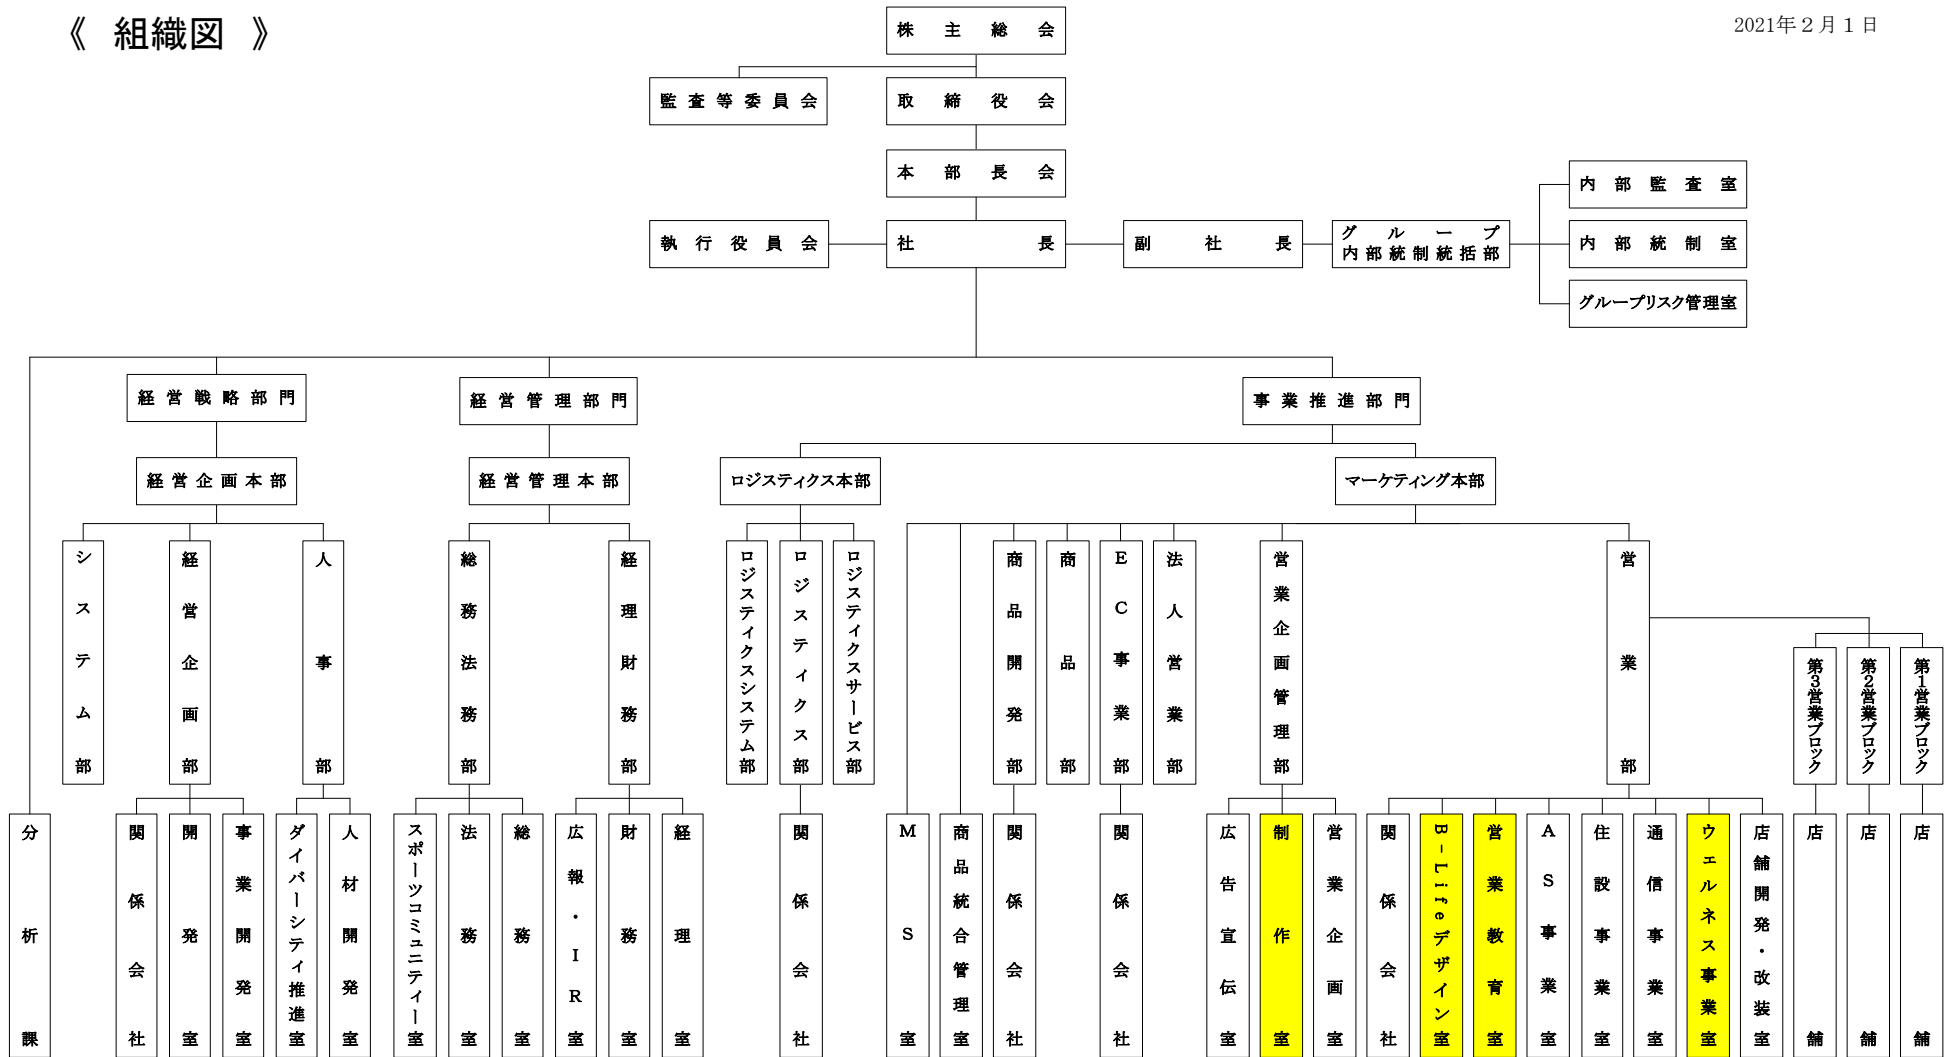 《 組織図 》
2021年２月１日
株主総会
監査等委員会
取締役会
本部長会
執行役員会
社長
副社長
グループ
内部統制統括部
内部監査室
内部統制室
グループリスク管理室
経営戦略部門
経営管理部門
事業推進部門
経営企画本部
経営管理本部
ロジスティクス本部
マーケティング本部
システム部
経営企画部
人事部
総務法務部
経理財務部
ロジスティクスシステム部
ロジスティクス部
ロジスティクスサービス部
商品開発部
商品部
ＥＣ事業部
法人営業部
営業企画管理部
営業部
第3営業ブロック
第2営業ブロック
第1営業ブロック
分析課
関係会社
開発室
事業開発室
ダイバーシティ推進室
人材開発室
スポーツコミュニティー室
法務室
総務室
広報・ＩＲ室
財務室
経理室
関係会社
ＭＳ室
商品統合管理室
関係会社
関係会社
広告宣伝室
制作室
営業企画室
関係会社
B-Lifeデザイン室
営業教育室
ＡＳ事業室
住設事業室
通信事業室
ウェルネス事業室
店舗開発・改装室
店舗
店舗
店舗